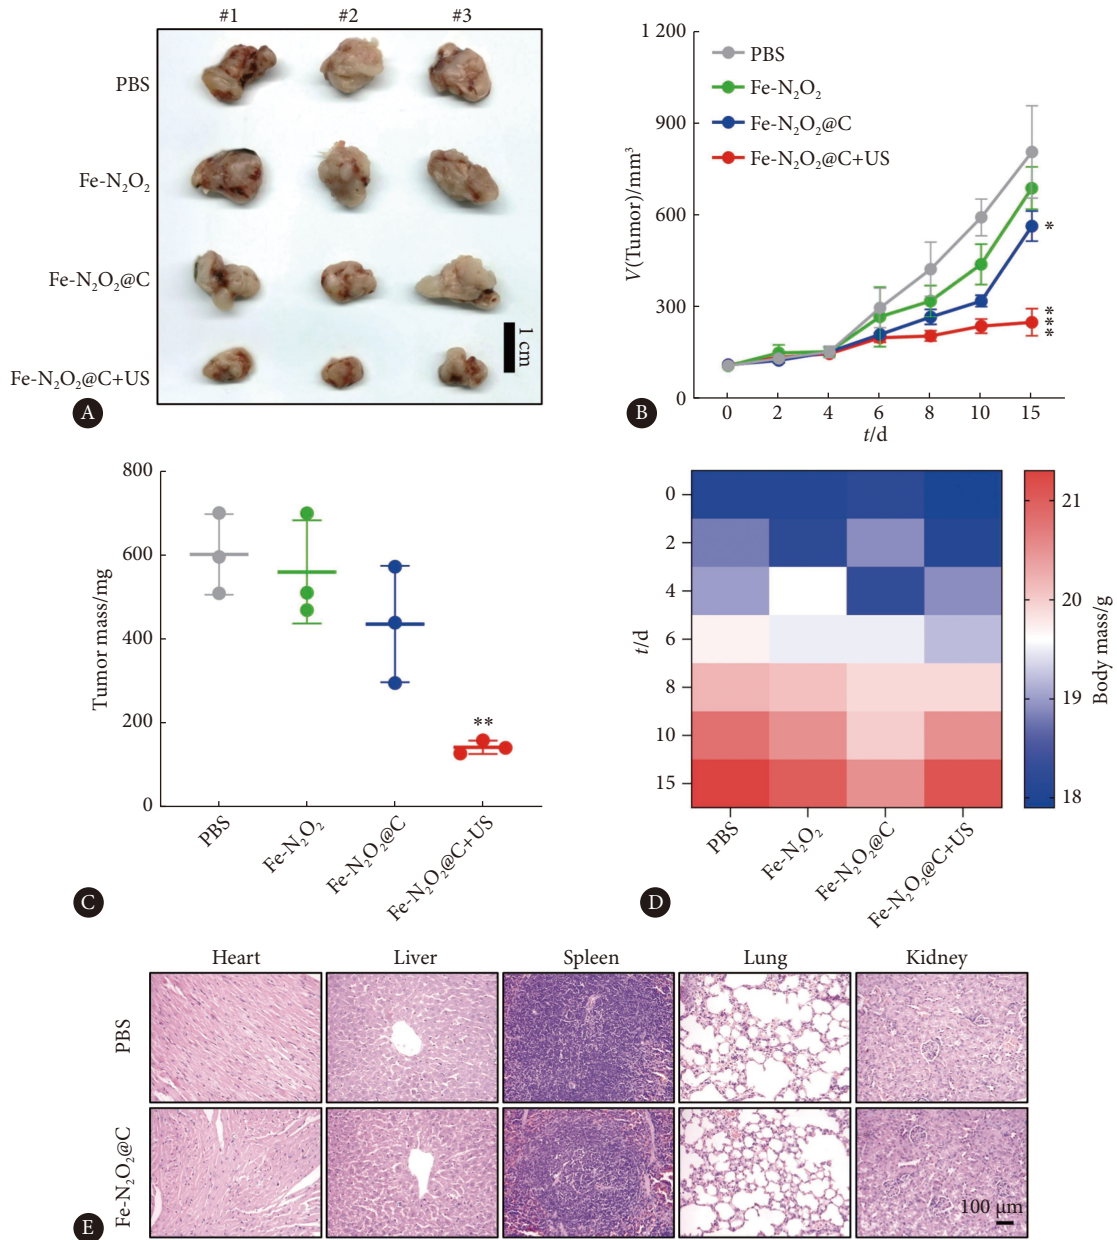 #1 #2 #3
PBS
Fe-N₂O₂
Fe-N₂O₂@C
Fe-N₂O₂@C+US
1 cm
A
1 200
900
600
300
0
V(Tumor)/mm³
PBS
Fe-N₂O₂
Fe-N₂O₂@C
Fe-N₂O₂@C+US
*
***
0 2 4 6 8 10 15
t/d
B
800
600
400
200
0
Tumor mass/mg
**
PBS
Fe-N₂O₂
Fe-N₂O₂@C
Fe-N₂O₂@C+US
C
0
2
4
6
8
10
15
t/d
PBS
Fe-N₂O₂
Fe-N₂O₂@C
Fe-N₂O₂@C+US
21
20
19
18
Body mass/g
D
Heart Liver Spleen Lung Kidney
PBS
Fe-N₂O₂@C
100 μm
E